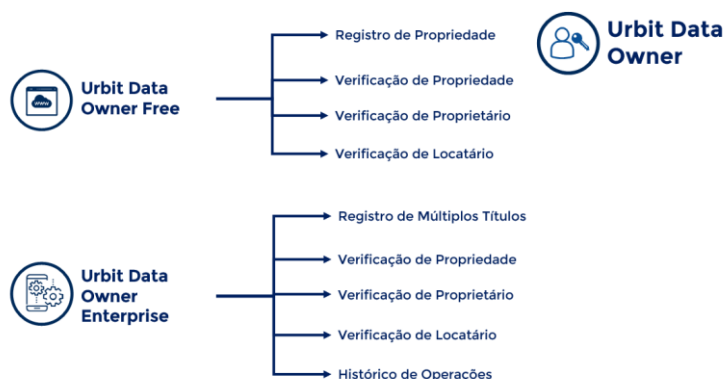 Urbit Data
Owner
Urbit Data
Owner Free
Registro de Propriedade
Verificação de Propriedade
Verificação de Proprietário
Verificação de Locatário
Urbit Data
Owner
Enterprise
Registro de Múltiplos Títulos
Verificação de Propriedade
Verificação de Proprietário
Verificação de Locatário
Histórico de Operações